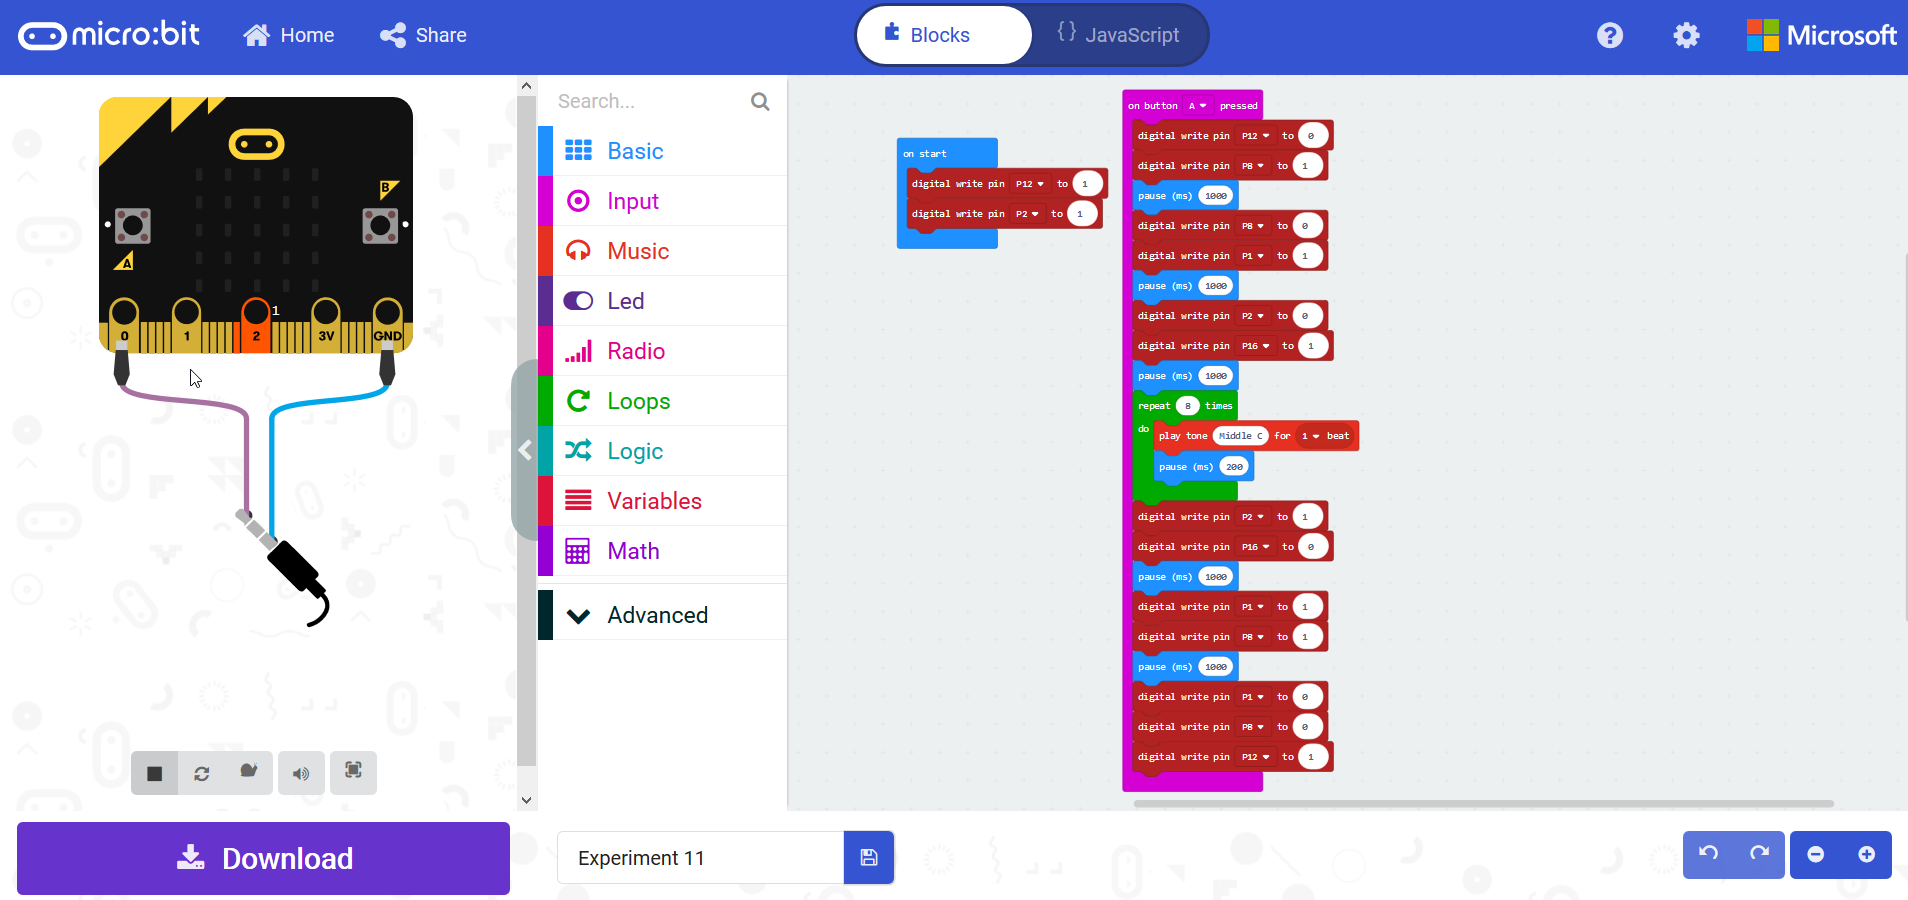 micro:bit
Home
Share
Blocks
{ } JavaScript
?
Microsoft
B
A
1
0
1
2
3V
GND
Download
Search...
Basic
Input
Music
Led
Radio
Loops
Logic
Variables
Math
Advanced
on start
digital write pin P12 to 1
digital write pin P2 to 1
on button A pressed
digital write pin P12 to 0
digital write pin P8 to 1
pause (ms) 1000
digital write pin P8 to 0
digital write pin P1 to 1
pause (ms) 1000
digital write pin P2 to 0
digital write pin P16 to 1
pause (ms) 1000
repeat 8 times
do
play tone Middle C for 1 beat
pause (ms) 200
digital write pin P2 to 1
digital write pin P16 to 0
pause (ms) 1000
digital write pin P1 to 1
digital write pin P8 to 1
pause (ms) 1000
digital write pin P1 to 0
digital write pin P8 to 0
digital write pin P12 to 1
Experiment 11